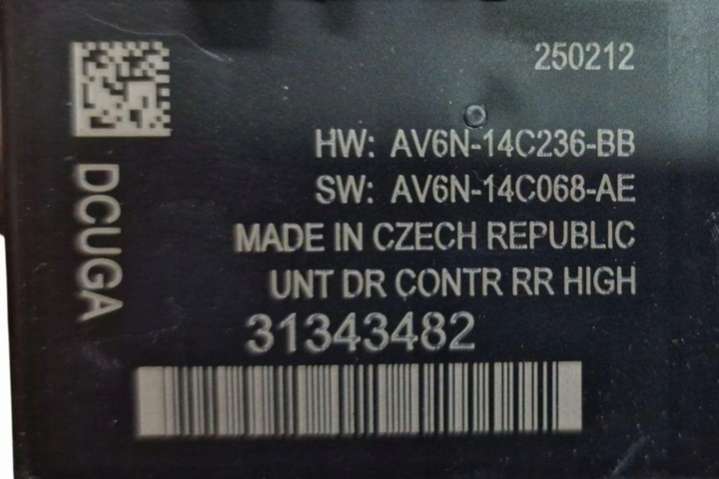 250212
HW: AV6N-14C236-BB
SW: AV6N-14C068-AE
MADE IN CZECH REPUBLIC
UNT DR CONTR RR HIGH
31343482
DCUGA